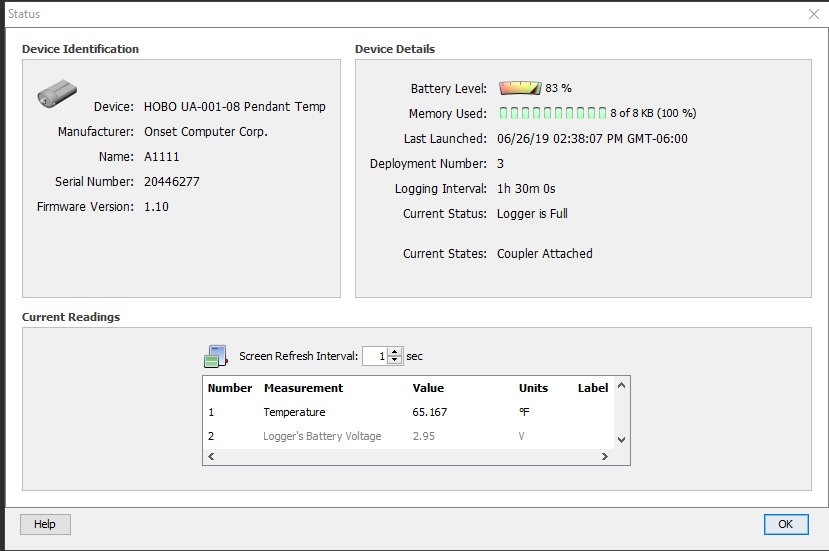 Status
Device Identification
Device: HOBO UA-001-08 Pendant Temp
Manufacturer: Onset Computer Corp.
Name: A1111
Serial Number: 20446277
Firmware Version: 1.10
Device Details
Battery Level: 83 %
Memory Used: 8 of 8 KB (100 %)
Last Launched: 06/26/19 02:38:07 PM GMT-06:00
Deployment Number: 3
Logging Interval: 1h 30m 0s
Current Status: Logger is Full
Current States: Coupler Attached
Current Readings
Screen Refresh Interval: 1 sec
Number Measurement Value Units Label
1 Temperature 65.167 °F
2 Logger's Battery Voltage 2.95 V
Help OK